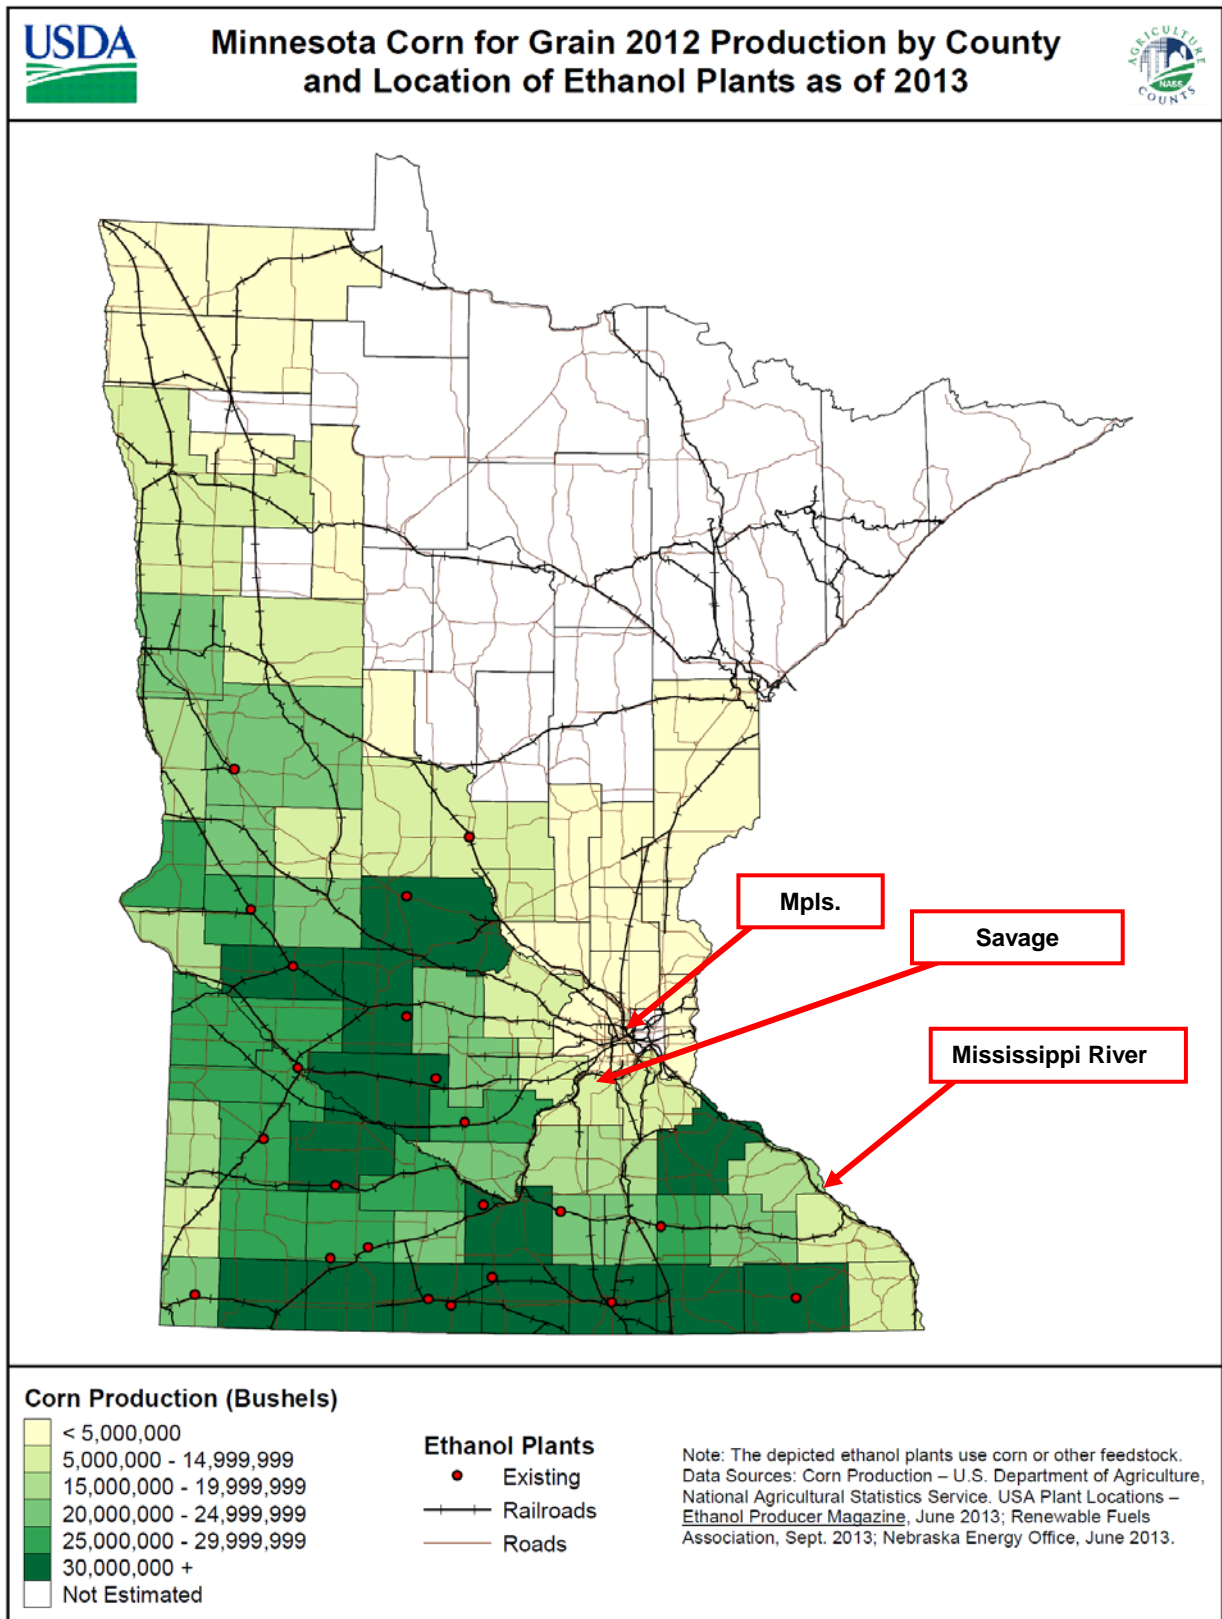 USDA
Minnesota Corn for Grain 2012 Production by County
and Location of Ethanol Plants as of 2013
AGRICULTURE
NASS
COUNTS
Mpls.
Savage
Mississippi River
Corn Production (Bushels)
< 5,000,000
5,000,000 - 14,999,999
15,000,000 - 19,999,999
20,000,000 - 24,999,999
25,000,000 - 29,999,999
30,000,000 +
Not Estimated
Ethanol Plants
Existing
Railroads
Roads
Note: The depicted ethanol plants use corn or other feedstock.
Data Sources: Corn Production – U.S. Department of Agriculture,
National Agricultural Statistics Service. USA Plant Locations –
Ethanol Producer Magazine, June 2013; Renewable Fuels
Association, Sept. 2013; Nebraska Energy Office, June 2013.